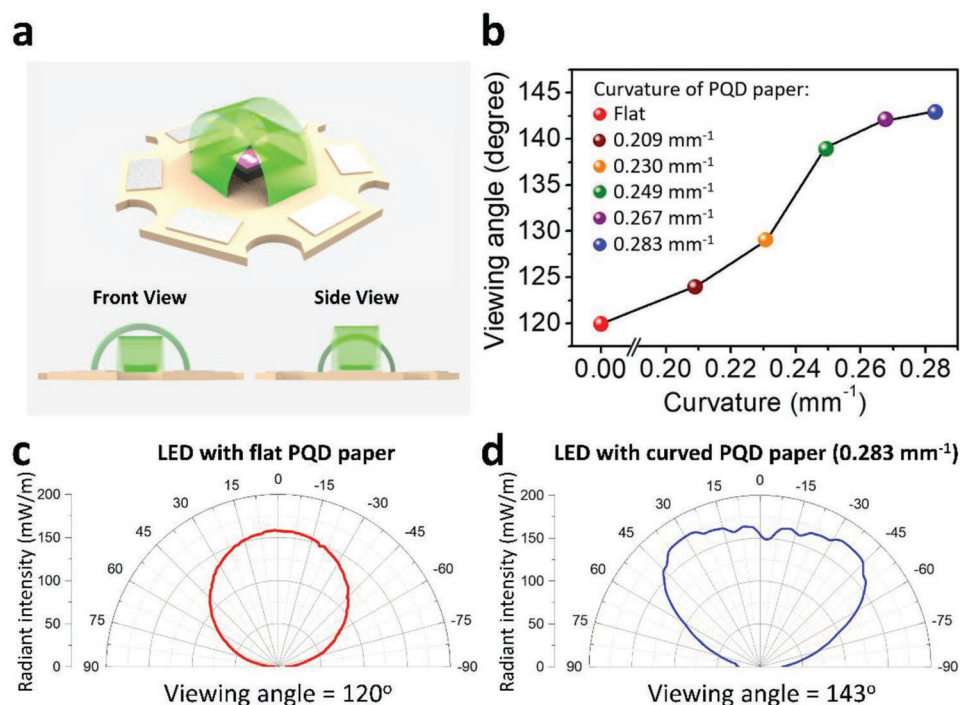 a
Front View
Side View
b
Viewing angle (degree)
145
140
135
130
125
120
Curvature of PQD paper:
Flat
0.209 mm⁻¹
0.230 mm⁻¹
0.249 mm⁻¹
0.267 mm⁻¹
0.283 mm⁻¹
0.00 0.20 0.22 0.24 0.26 0.28
Curvature (mm⁻¹)
c
LED with flat PQD paper
Radiant intensity (mW/m)
200
150
100
50
0
90 75 60 45 30 15 0 -15 -30 -45 -60 -75 -90
Viewing angle = 120°
d
LED with curved PQD paper (0.283 mm⁻¹)
Radiant intensity (mW/m)
200
150
100
50
0
90 75 60 45 30 15 0 -15 -30 -45 -60 -75 -90
Viewing angle = 143°